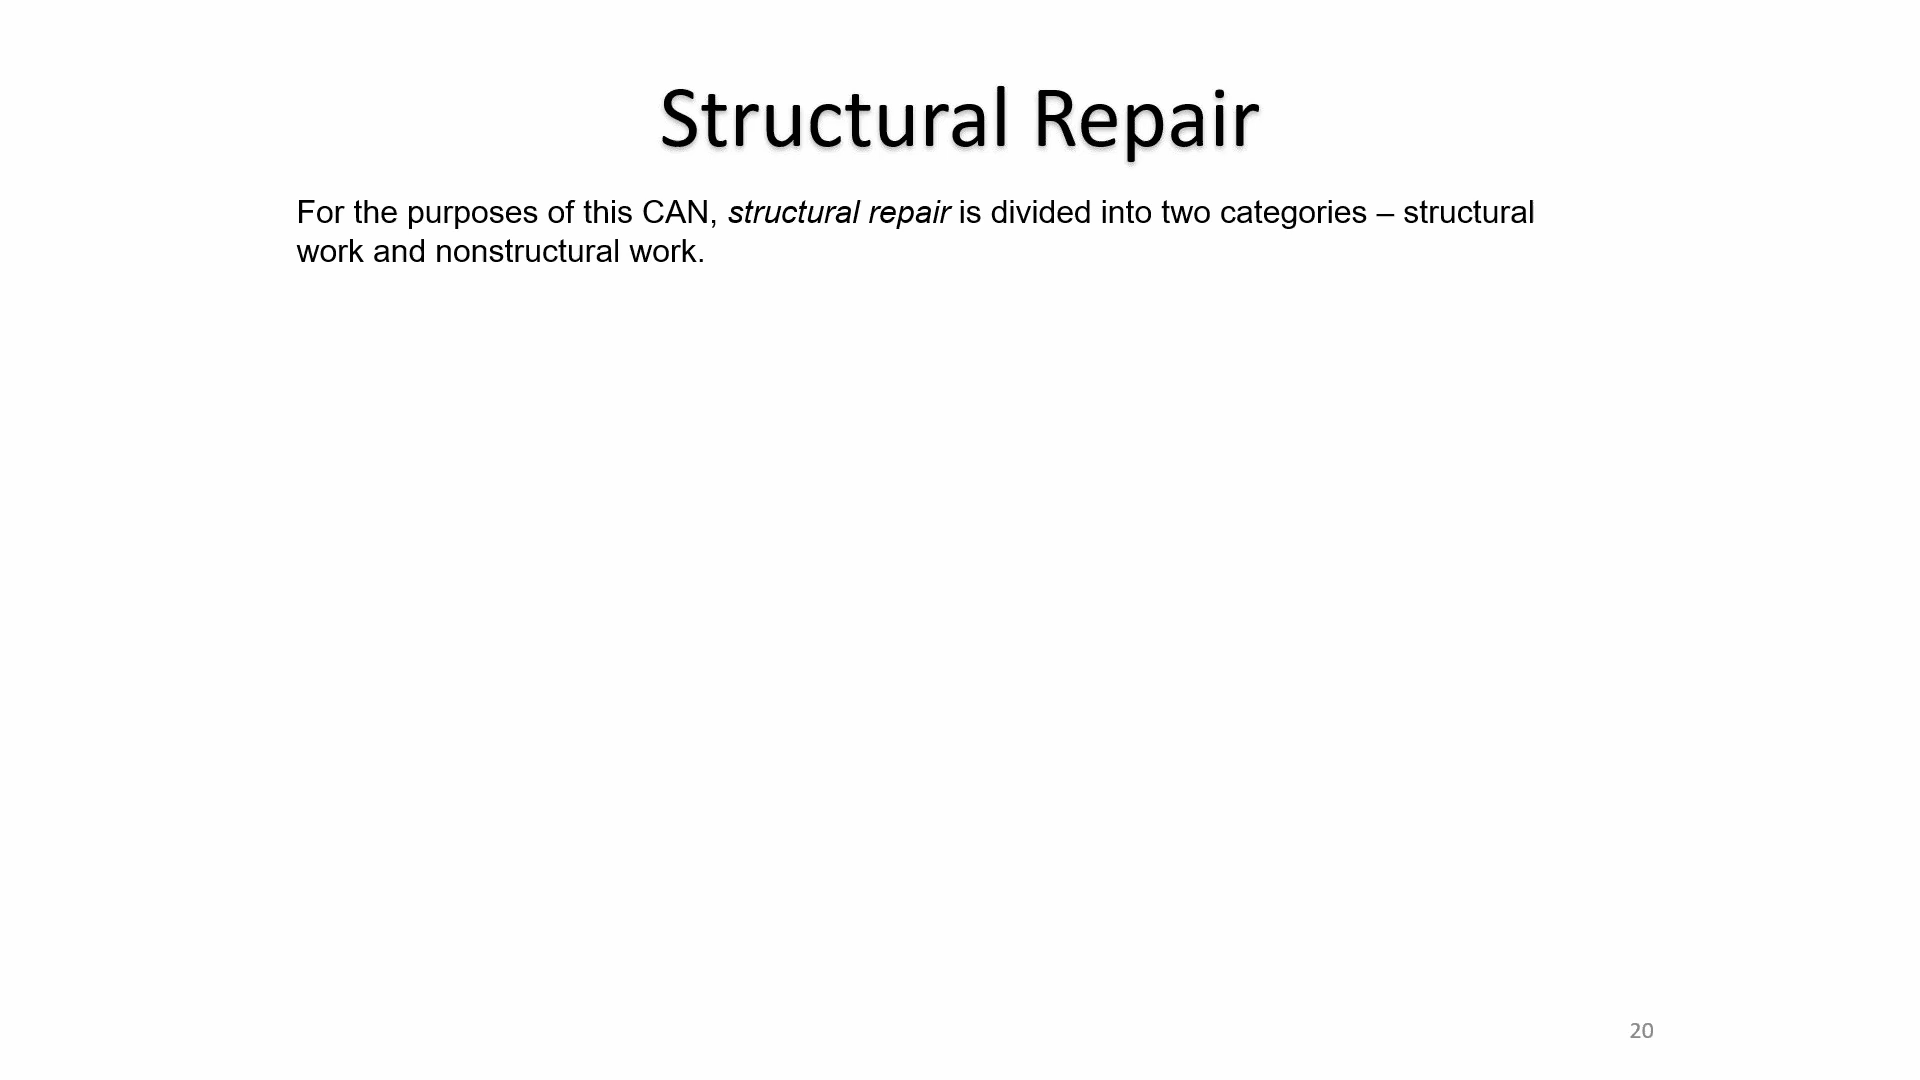 Structural Repair
For the purposes of this CAN, structural repair is divided into two categories – structural
work and nonstructural work.
20